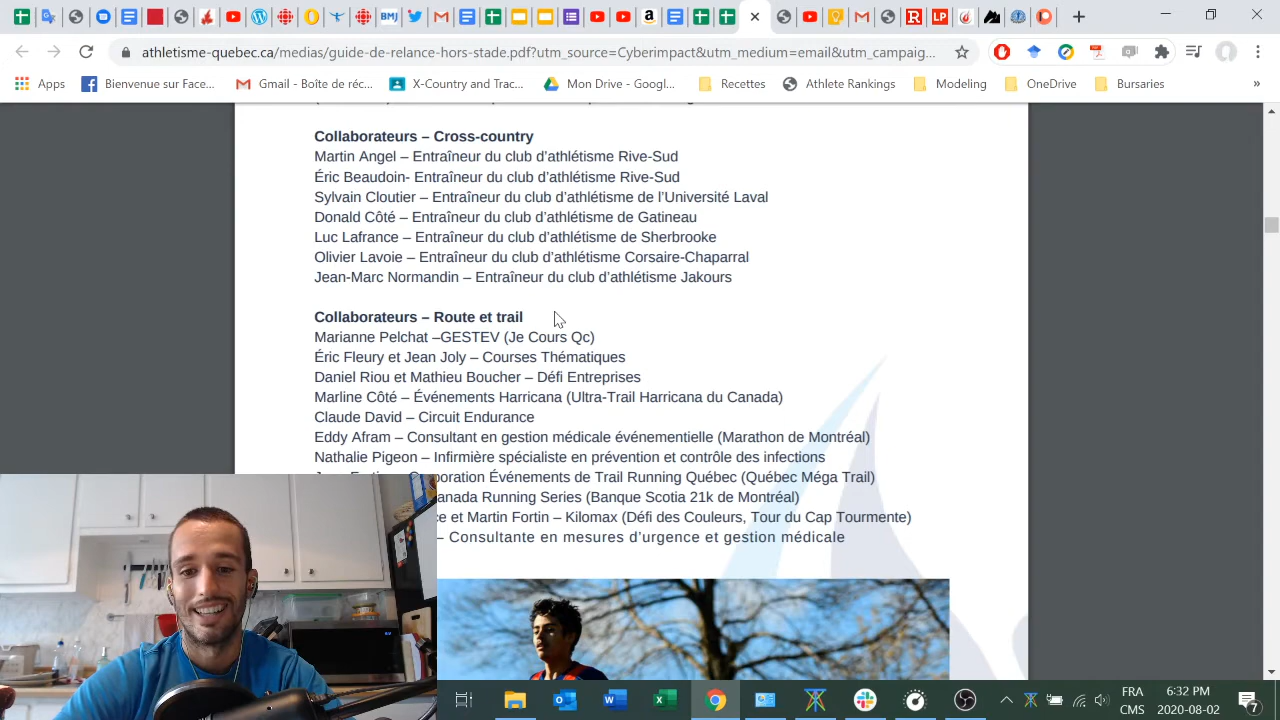 athletisme-quebec.ca/medias/guide-de-relance-hors-stade.pdf?utm_source=Cyberimpact&utm_medium=email&utm_campaig...
Apps
Bienvenue sur Face...
Gmail - Boîte de réc...
X-Country and Trac...
Mon Drive - Googl...
Recettes
Athlete Rankings
Modeling
OneDrive
Bursaries
Collaborateurs – Cross-country
Martin Angel – Entraîneur du club d'athlétisme Rive-Sud
Éric Beaudoin- Entraîneur du club d'athlétisme Rive-Sud
Sylvain Cloutier – Entraîneur du club d'athlétisme de l'Université Laval
Donald Côté – Entraîneur du club d'athlétisme de Gatineau
Luc Lafrance – Entraîneur du club d'athlétisme de Sherbrooke
Olivier Lavoie – Entraîneur du club d'athlétisme Corsaire-Chaparral
Jean-Marc Normandin – Entraîneur du club d'athlétisme Jakours
Collaborateurs – Route et trail
Marianne Pelchat –GESTEV (Je Cours Qc)
Éric Fleury et Jean Joly – Courses Thématiques
Daniel Riou et Mathieu Boucher – Défi Entreprises
Marline Côté – Événements Harricana (Ultra-Trail Harricana du Canada)
Claude David – Circuit Endurance
Eddy Afram – Consultant en gestion médicale événementielle (Marathon de Montréal)
Nathalie Pigeon – Infirmière spécialiste en prévention et contrôle des infections
Événements de Trail Running Québec (Québec Méga Trail)
Running Series (Banque Scotia 21k de Montréal)
et Martin Fortin – Kilomax (Défi des Couleurs, Tour du Cap Tourmente)
– Consultante en mesures d'urgence et gestion médicale
FRA
CMS
6:32 PM
2020-08-02
7